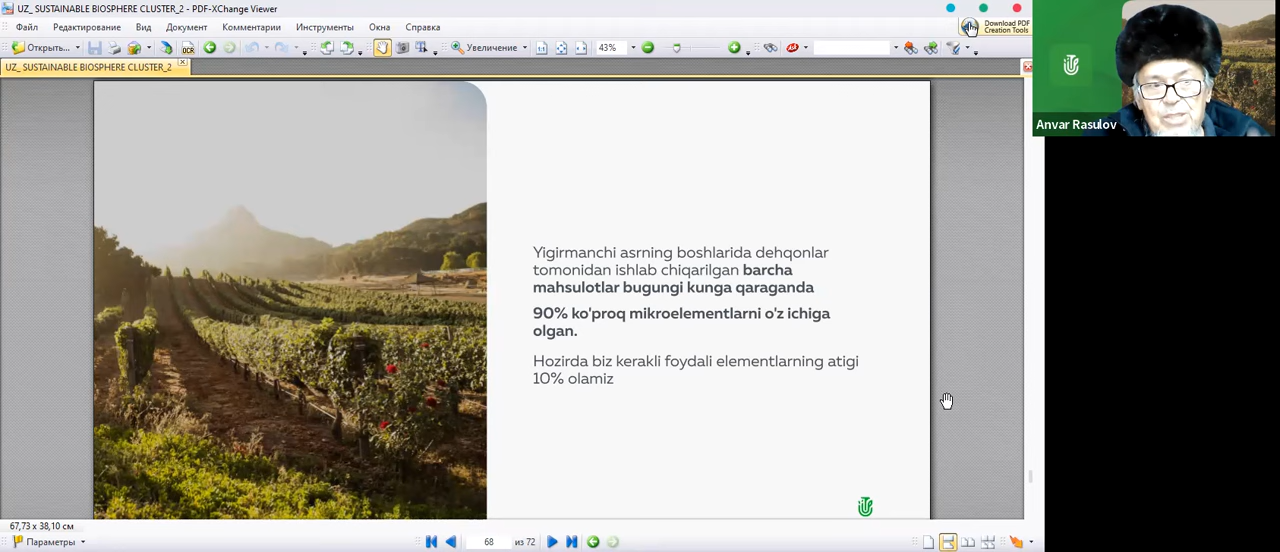 UZ_ SUSTAINABLE BIOSPHERE CLUSTER_2 - PDF-XChange Viewer
Файл Редактирование Вид Документ Комментарии Инструменты Окна Справка
Download PDF
Creation Tools
Открыть... OCR Увеличение 43%
UZ_ SUSTAINABLE BIOSPHERE CLUSTER_2
Anvar Rasulov
Yigirmanchi asrning boshlarida dehqonlar
tomonidan ishlab chiqarilgan barcha
mahsulotlar bugungi kunga qaraganda
90% ko'proq mikroelementlarni o'z ichiga
olgan.
Hozirda biz kerakli foydali elementlarning atigi
10% olamiz
67,73 x 38,10 см
Параметры 68 из 72